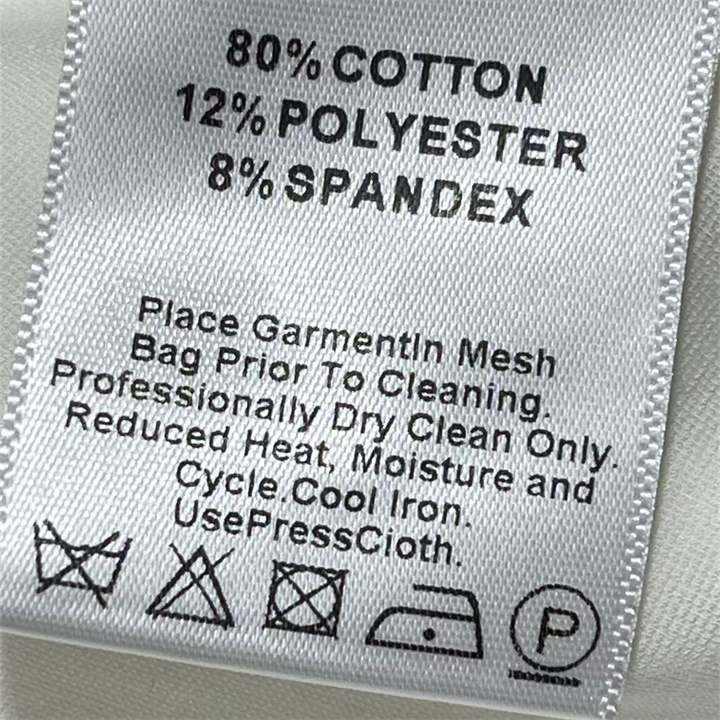 80% COTTON
12% POLYESTER
8% SPANDEX
Place GarmentIn Mesh
Bag Prior To Cleaning.
Professionally Dry Clean Only.
Reduced Heat, Moisture and
Cycle.Cool Iron.
UsePressCioth.
P